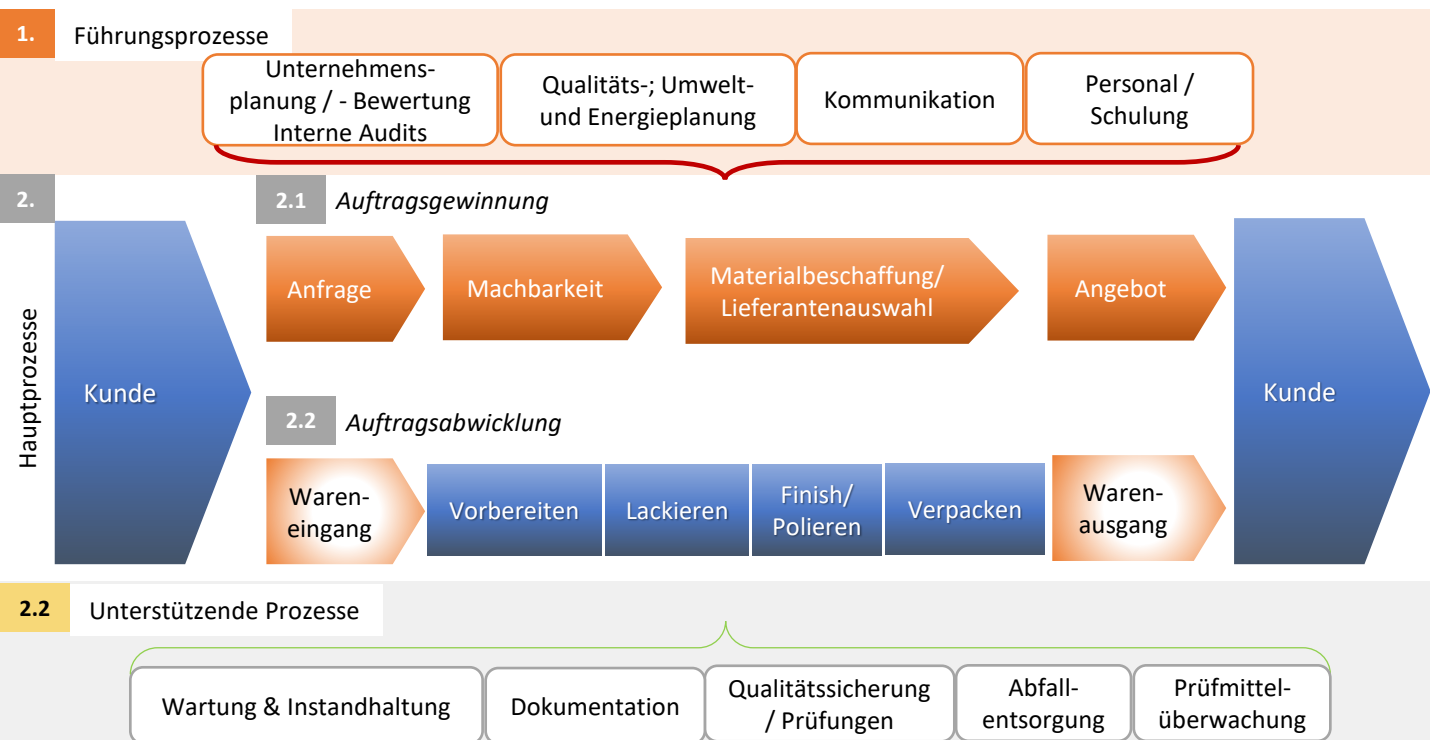 1.
Führungsprozesse
Unternehmens-
planung / - Bewertung
Interne Audits
Qualitäts-; Umwelt-
und Energieplanung
Kommunikation
Personal /
Schulung
2.
Hauptprozesse
Kunde
2.1
Auftragsgewinnung
Anfrage
Machbarkeit
Materialbeschaffung/
Lieferantenauswahl
Angebot
2.2
Auftragsabwicklung
Waren-
eingang
Vorbereiten
Lackieren
Finish/
Polieren
Verpacken
Waren-
ausgang
Kunde
2.2
Unterstützende Prozesse
Wartung & Instandhaltung
Dokumentation
Qualitätssicherung
/ Prüfungen
Abfall-
entsorgung
Prüfmittel-
überwachung